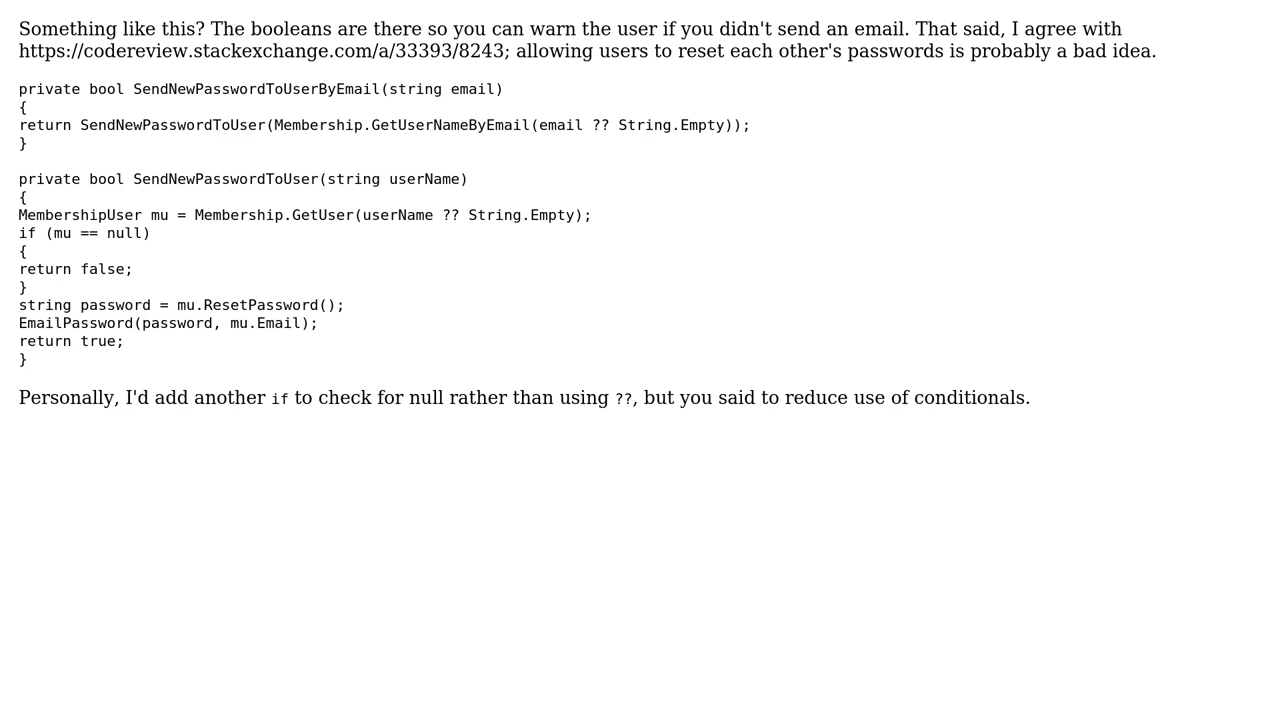 Something like this? The booleans are there so you can warn the user if you didn't send an email. That said, I agree with
https://codereview.stackexchange.com/a/33393/8243; allowing users to reset each other's passwords is probably a bad idea.
private bool SendNewPasswordToUserByEmail(string email)
{
return SendNewPasswordToUser(Membership.GetUserNameByEmail(email ?? String.Empty));
}
private bool SendNewPasswordToUser(string userName)
{
MembershipUser mu = Membership.GetUser(userName ?? String.Empty);
if (mu == null)
{
return false;
}
string password = mu.ResetPassword();
EmailPassword(password, mu.Email);
return true;
}
Personally, I'd add another if to check for null rather than using ??, but you said to reduce use of conditionals.